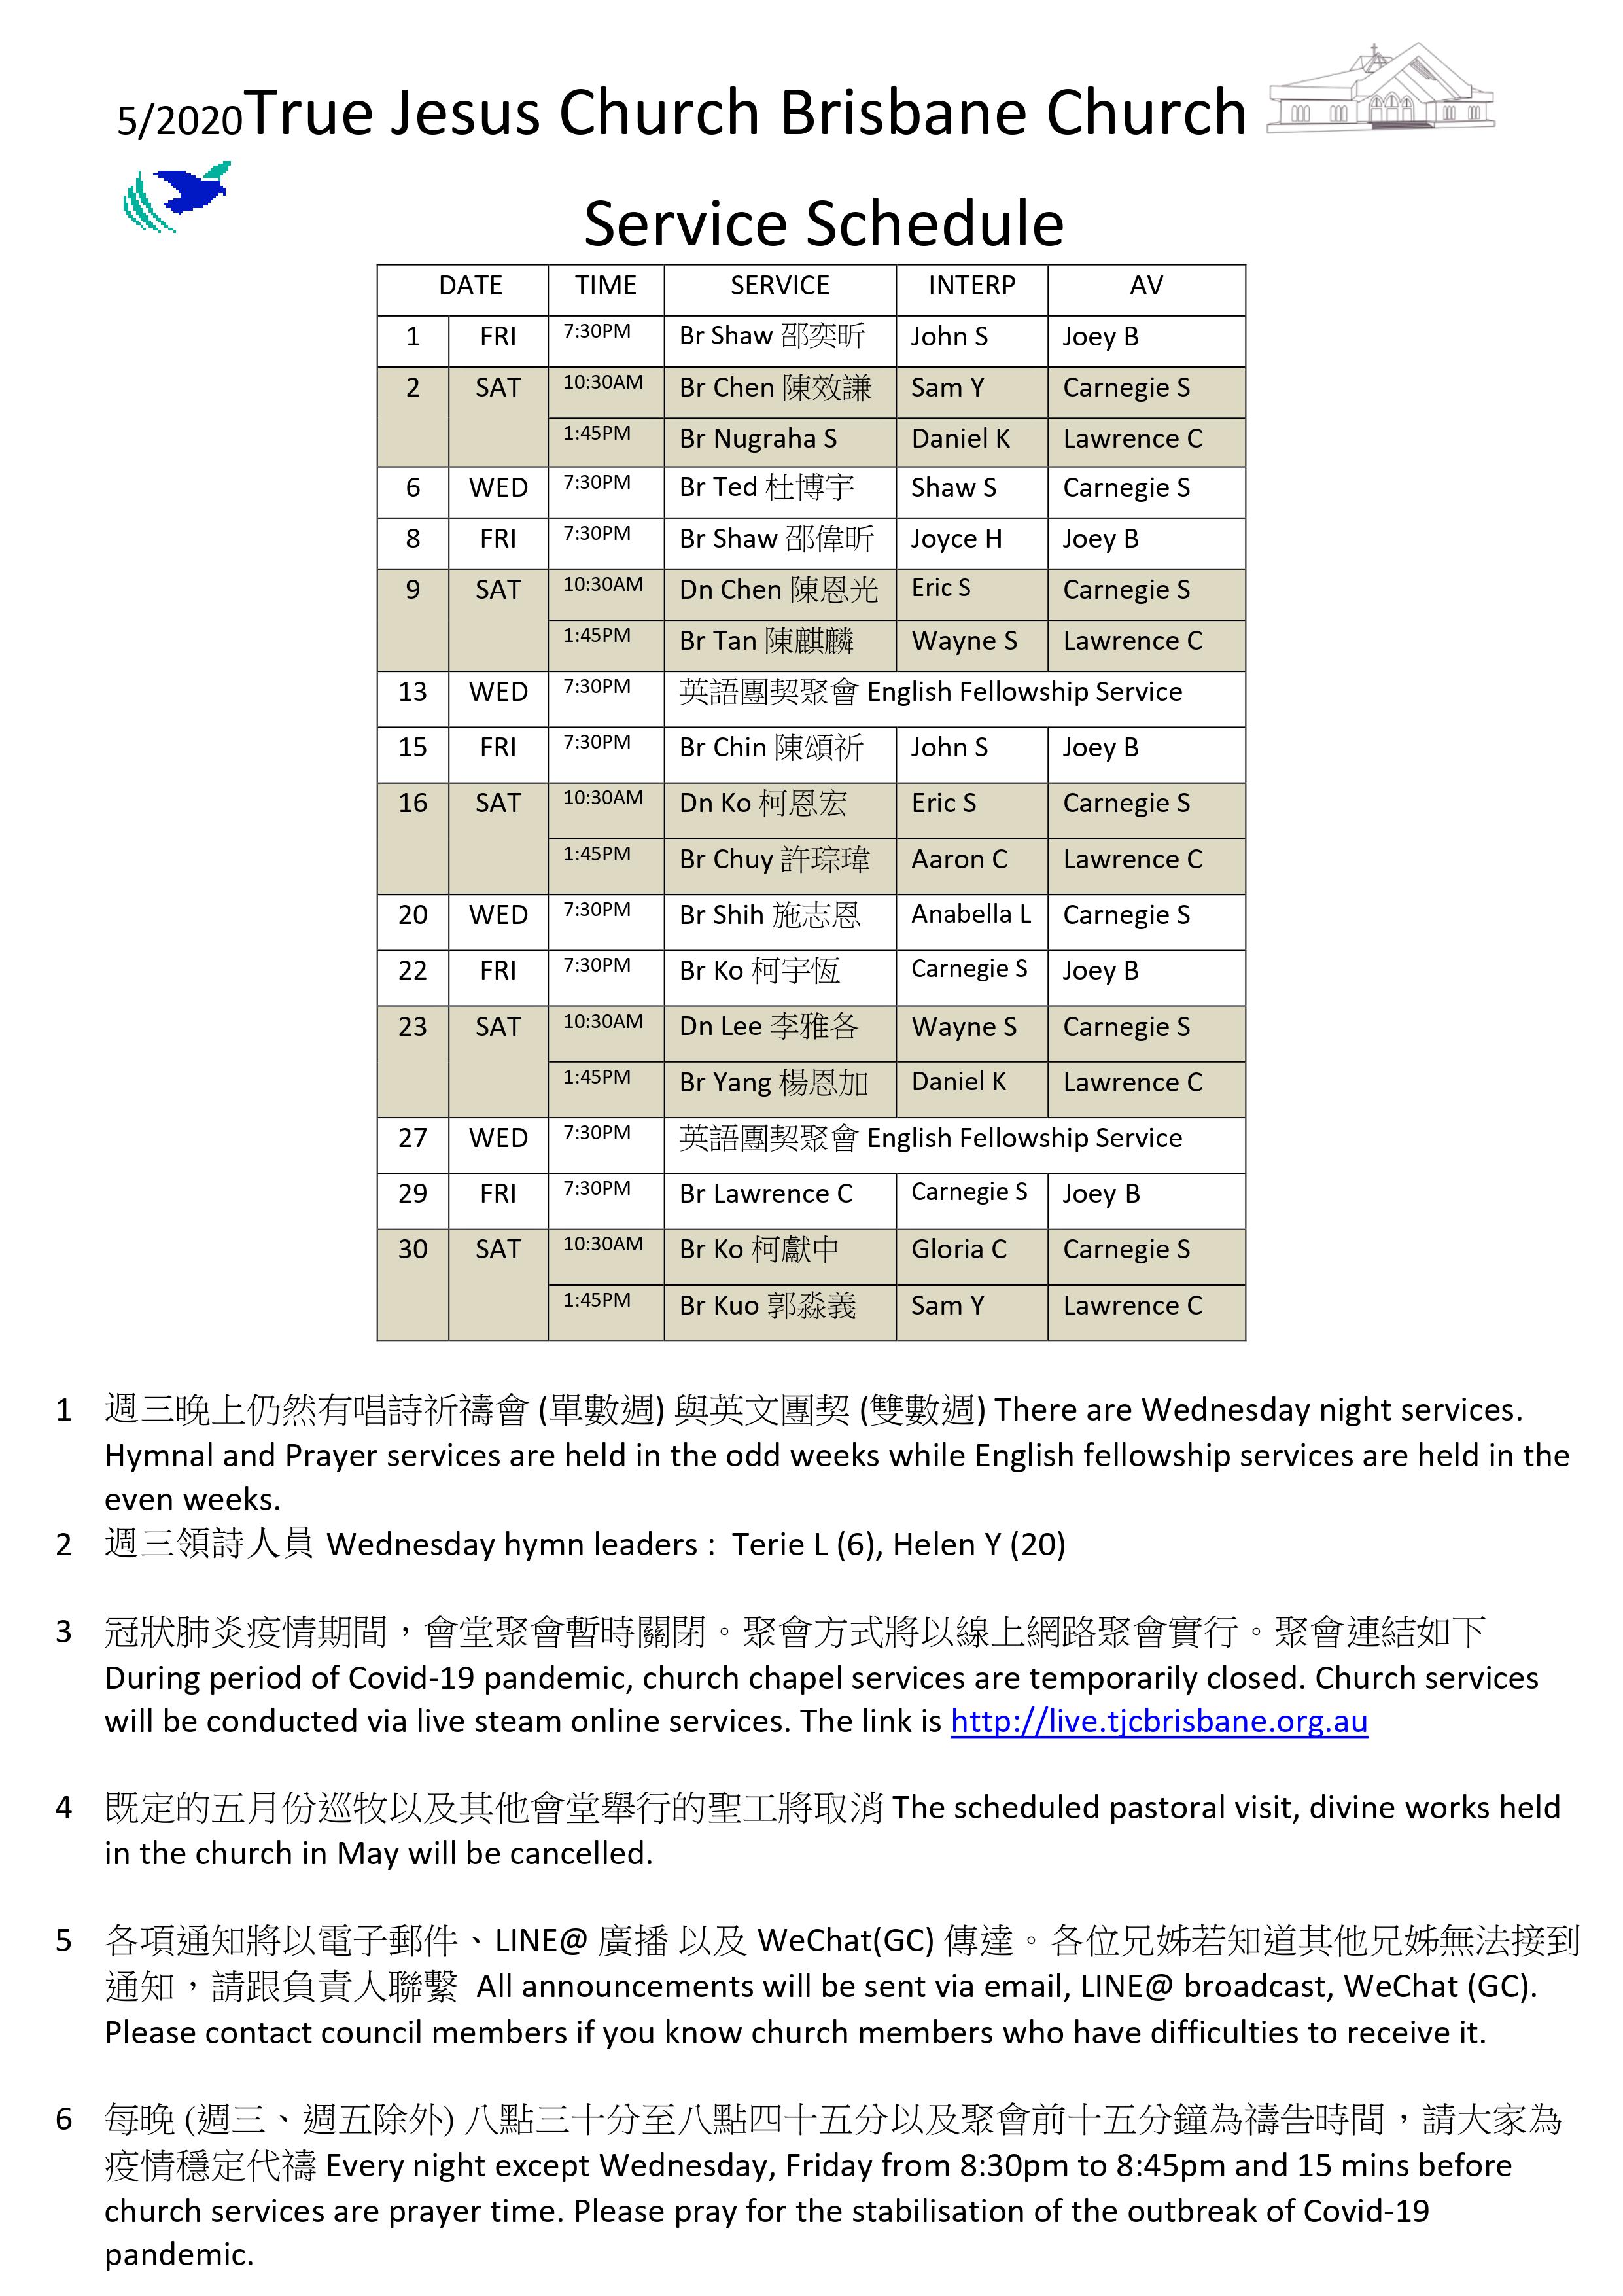 5/2020True Jesus Church Brisbane Church
Service Schedule
DATE TIME SERVICE INTERP AV
1 FRI 7:30PM Br Shaw 邵奕昕 John S Joey B
2 SAT 10:30AM Br Chen 陳效謙 Sam Y Carnegie S
1:45PM Br Nugraha S Daniel K Lawrence C
6 WED 7:30PM Br Ted 杜博宇 Shaw S Carnegie S
8 FRI 7:30PM Br Shaw 邵偉昕 Joyce H Joey B
9 SAT 10:30AM Dn Chen 陳恩光 Eric S Carnegie S
1:45PM Br Tan 陳麒麟 Wayne S Lawrence C
13 WED 7:30PM 英語團契聚會 English Fellowship Service
15 FRI 7:30PM Br Chin 陳頌祈 John S Joey B
16 SAT 10:30AM Dn Ko 柯恩宏 Eric S Carnegie S
1:45PM Br Chuy 許琮瑋 Aaron C Lawrence C
20 WED 7:30PM Br Shih 施志恩 Anabella L Carnegie S
22 FRI 7:30PM Br Ko 柯宇恆 Carnegie S Joey B
23 SAT 10:30AM Dn Lee 李雅各 Wayne S Carnegie S
1:45PM Br Yang 楊恩加 Daniel K Lawrence C
27 WED 7:30PM 英語團契聚會 English Fellowship Service
29 FRI 7:30PM Br Lawrence C Carnegie S Joey B
30 SAT 10:30AM Br Ko 柯獻中 Gloria C Carnegie S
1:45PM Br Kuo 郭淼義 Sam Y Lawrence C
1 週三晚上仍然有唱詩祈禱會 (單數週) 與英文團契 (雙數週) There are Wednesday night services.
Hymnal and Prayer services are held in the odd weeks while English fellowship services are held in the
even weeks.
2 週三領詩人員 Wednesday hymn leaders : Terie L (6), Helen Y (20)
3 冠狀肺炎疫情期間，會堂聚會暫時關閉。聚會方式將以線上網路聚會實行。聚會連結如下
During period of Covid-19 pandemic, church chapel services are temporarily closed. Church services
will be conducted via live steam online services. The link is http://live.tjcbrisbane.org.au
4 既定的五月份巡牧以及其他會堂舉行的聖工將取消 The scheduled pastoral visit, divine works held
in the church in May will be cancelled.
5 各項通知將以電子郵件、LINE@ 廣播 以及 WeChat(GC) 傳達。各位兄姊若知道其他兄姊無法接到
通知，請跟負責人聯繫 All announcements will be sent via email, LINE@ broadcast, WeChat (GC).
Please contact council members if you know church members who have difficulties to receive it.
6 每晚 (週三、週五除外) 八點三十分至八點四十五分以及聚會前十五分鐘為禱告時間，請大家為
疫情穩定代禱 Every night except Wednesday, Friday from 8:30pm to 8:45pm and 15 mins before
church services are prayer time. Please pray for the stabilisation of the outbreak of Covid-19
pandemic.